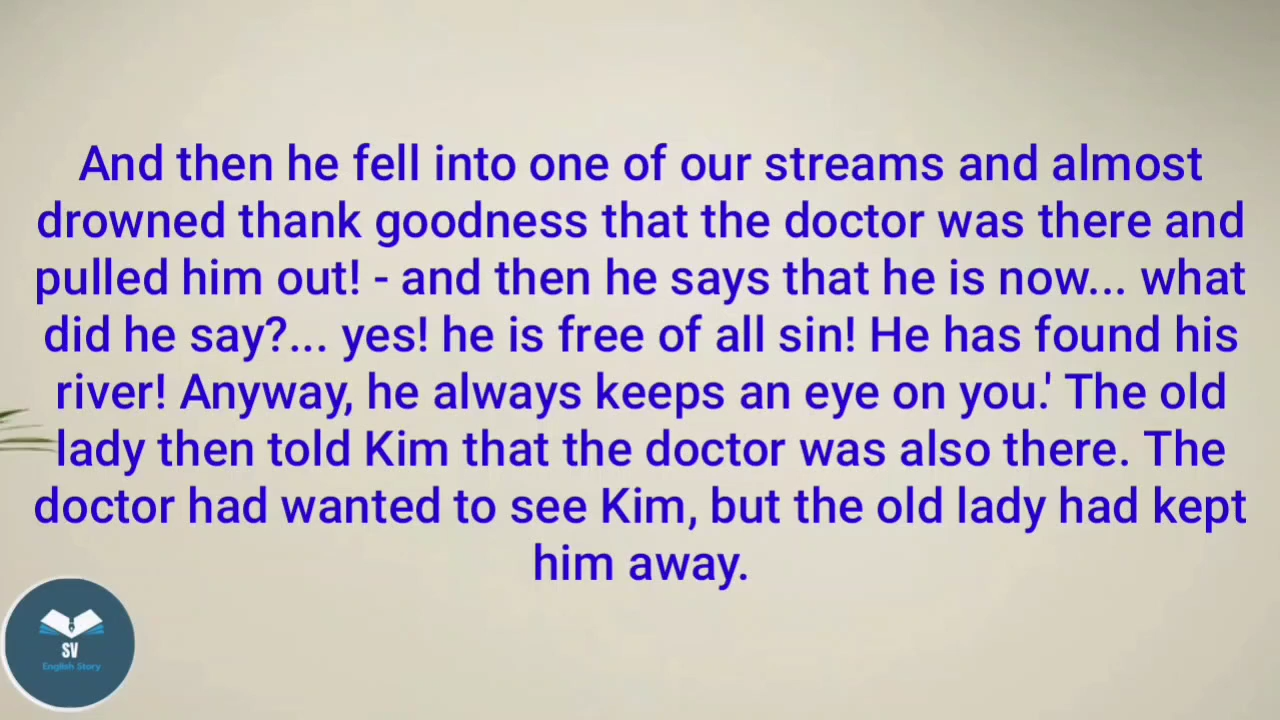 And then he fell into one of our streams and almost
drowned thank goodness that the doctor was there and
pulled him out! - and then he says that he is now... what
did he say?... yes! he is free of all sin! He has found his
river! Anyway, he always keeps an eye on you.' The old
lady then told Kim that the doctor was also there. The
doctor had wanted to see Kim, but the old lady had kept
him away.
SV
English Story